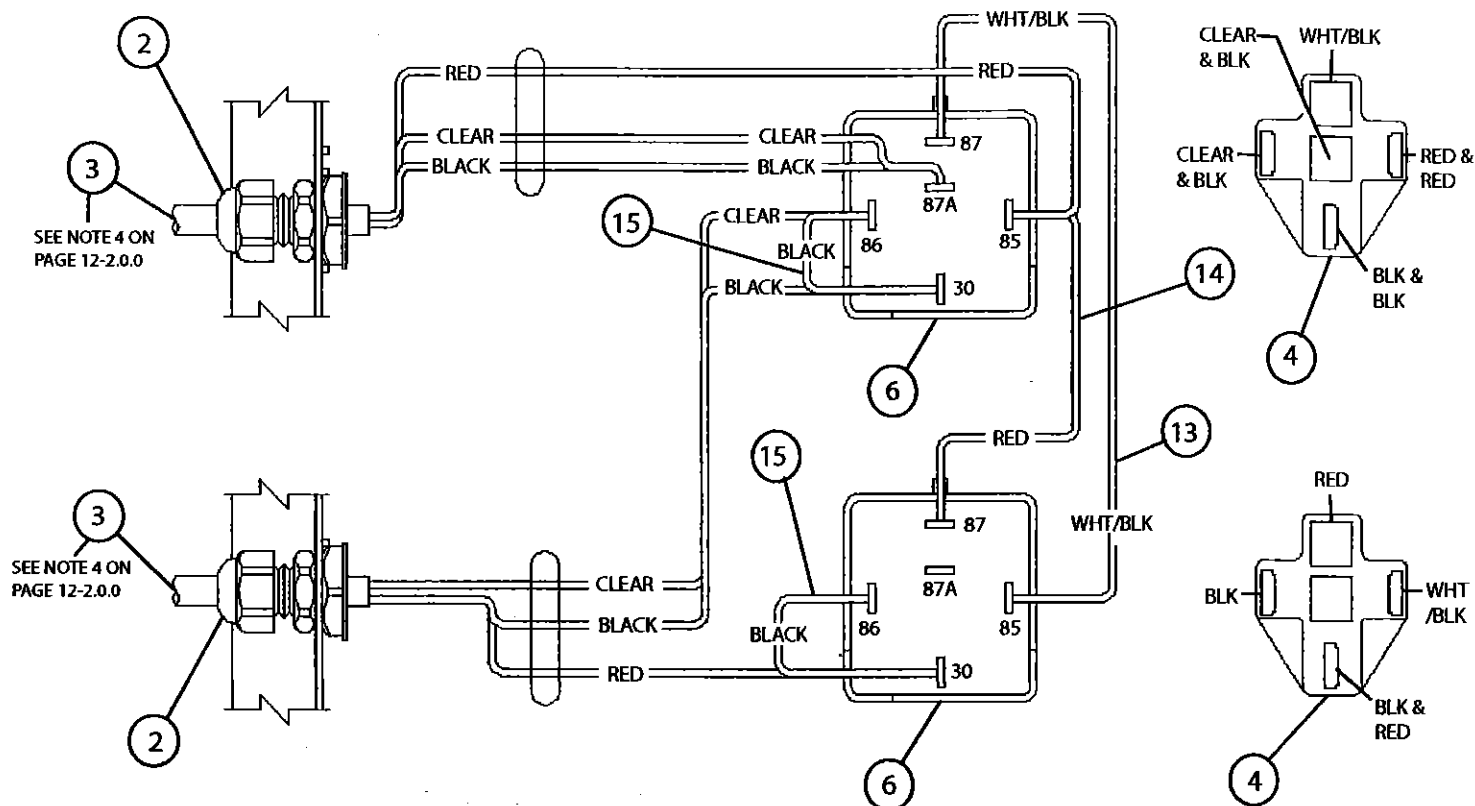 2
3
SEE NOTE 4 ON
PAGE 12-2.0.0
RED
CLEAR
BLACK
WHT/BLK
RED
CLEAR
BLACK
87
87A
86
85
30
15
CLEAR
BLACK
BLACK
6
14
13
CLEAR
& BLK
WHT/BLK
CLEAR
& BLK
RED &
RED
BLK &
BLK
4
3
SEE NOTE 4 ON
PAGE 12-2.0.0
2
CLEAR
BLACK
RED
15
BLACK
RED
87
87A
86
85
30
WHT/BLK
6
RED
BLK
WHT
/BLK
BLK &
RED
4